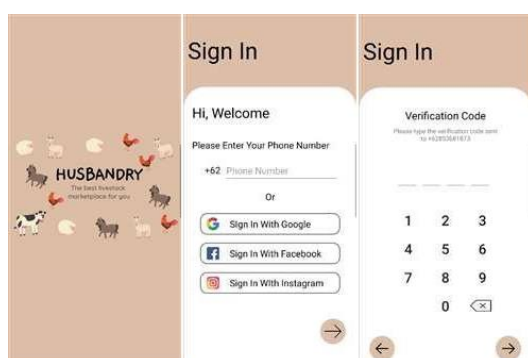 HUSBANDRY
The best livestock
marketplace for you
Sign In
Hi, Welcome
Please Enter Your Phone Number
+62 Phone Number
Or
Sign In With Google
Sign In With Facebook
Sign In With Instagram
Sign In
Verification Code
Please type the verification code sent
1 2 3
4 5 6
7 8 9
0